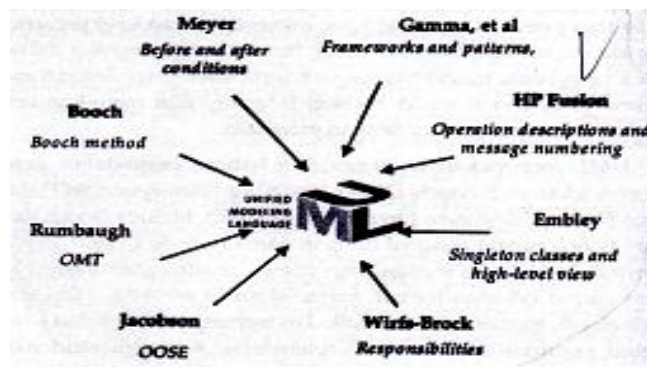 Meyer
Before and after
conditions
Gamma, et al
Frameworks and patterns,
HP Fusion
Operation descriptions and
message numbering
Booch
Booch method
UNIFIED
MODELING
LANGUAGE
UML
Embley
Singleton classes and
high-level view
Rumbaugh
OMT
Jacobson
OOSE
Wirfs-Brock
Responsibilities